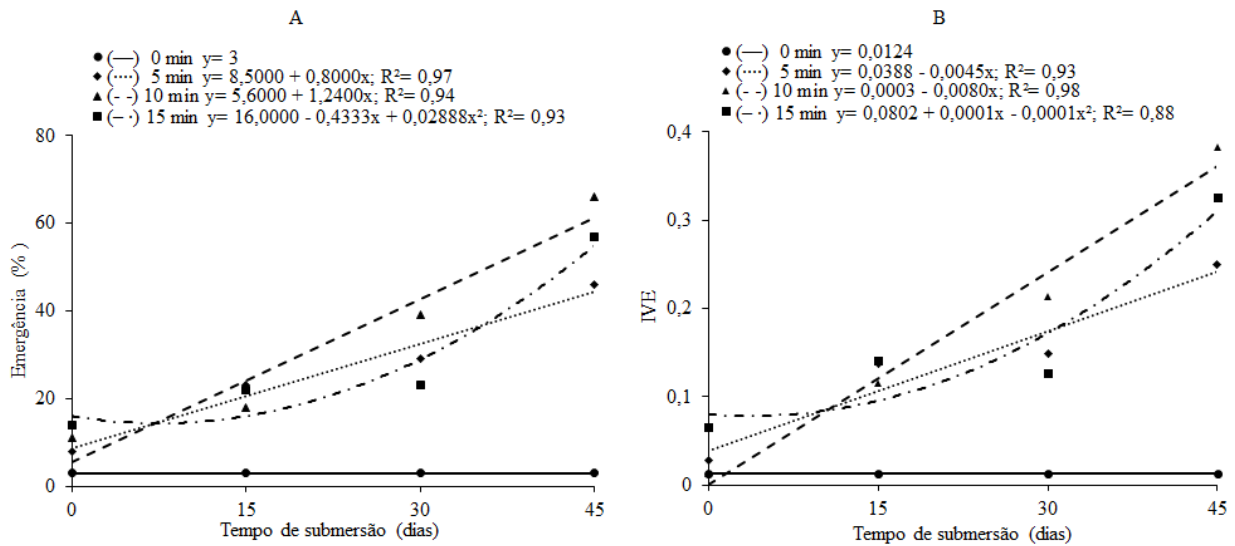 A
● (—) 0 min y= 3
◆ (·····) 5 min y= 8,5000 + 0,8000x; R²= 0,97
▲ (- -) 10 min y= 5,6000 + 1,2400x; R²= 0,94
■ (– ·) 15 min y= 16,0000 - 0,4333x + 0,02888x²; R²= 0,93
80
60
40
20
0
Emergência (%)
0 15 30 45
Tempo de submersão (dias)
B
● (—) 0 min y= 0,0124
◆ (·····) 5 min y= 0,0388 - 0,0045x; R²= 0,93
▲ (- -) 10 min y= 0,0003 - 0,0080x; R²= 0,98
■ (– ·) 15 min y= 0,0802 + 0,0001x - 0,0001x²; R²= 0,88
0,4
0,3
0,2
0,1
0
IVE
0 15 30 45
Tempo de submersão (dias)